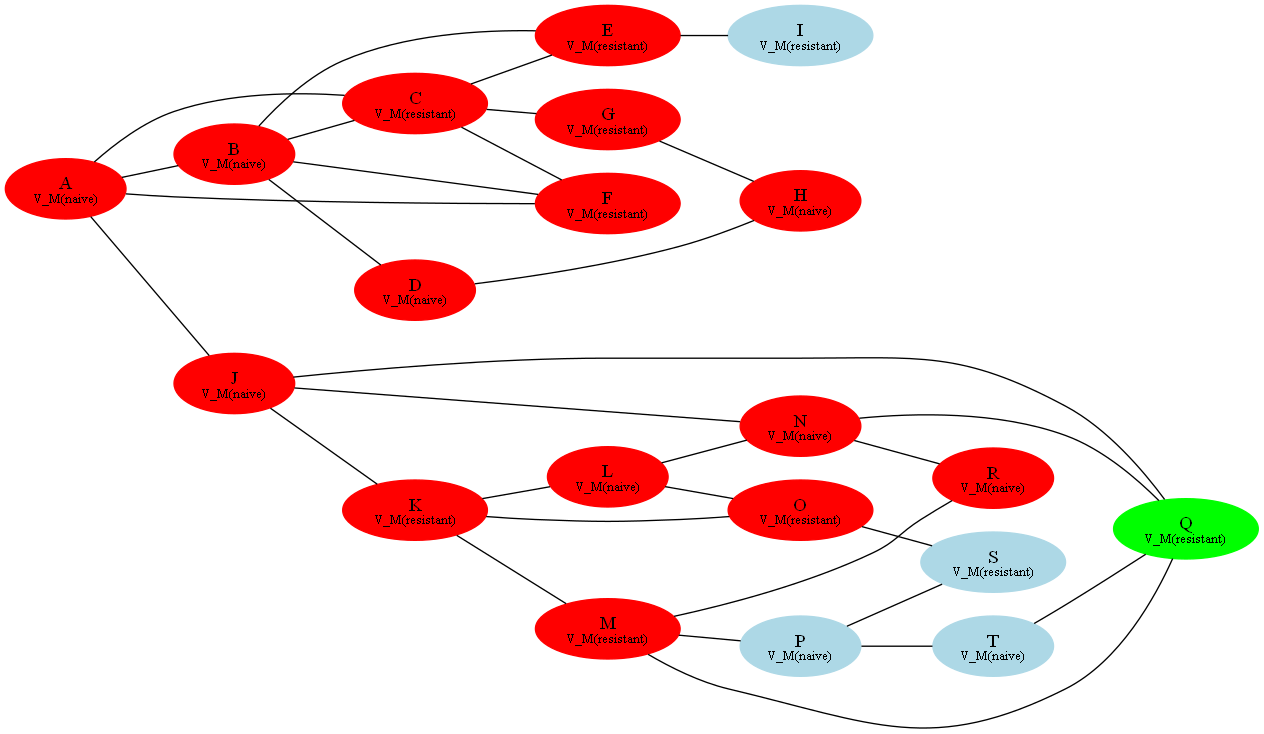 E
V_M(resistant)
I
V_M(resistant)
C
V_M(resistant)
G
V_M(resistant)
B
V_M(naive)
A
V_M(naive)
H
V_M(naive)
F
V_M(resistant)
D
V_M(naive)
J
V_M(naive)
N
V_M(naive)
L
V_M(naive)
R
V_M(naive)
K
V_M(resistant)
O
V_M(resistant)
Q
V_M(resistant)
S
V_M(resistant)
M
V_M(resistant)
P
V_M(naive)
T
V_M(naive)